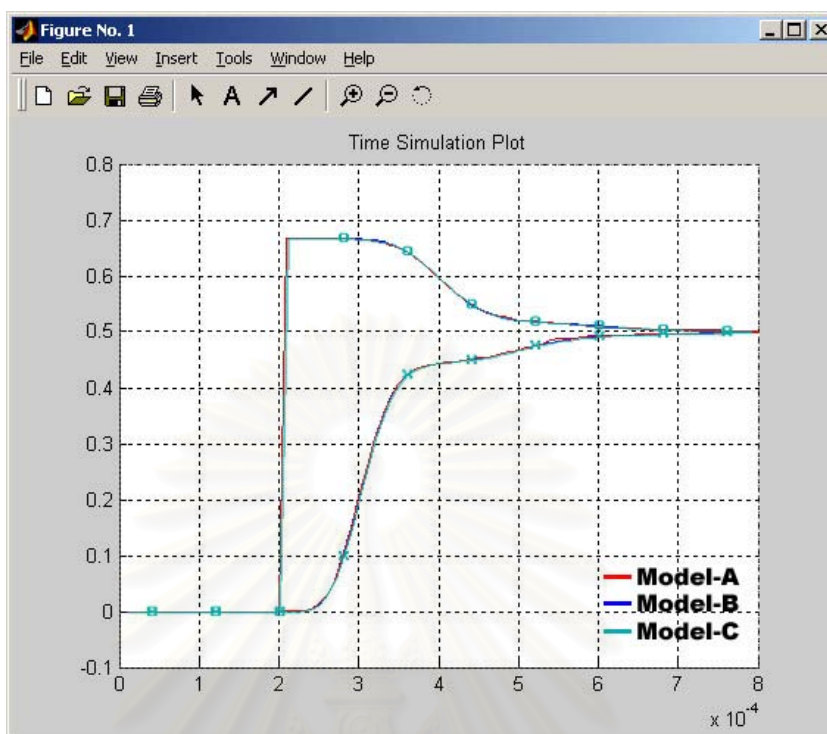 Figure No. 1
File Edit View Insert Tools Window Help
A
Time Simulation Plot
0.8
0.7
0.6
0.5
0.4
0.3
0.2
0.1
0
-0.1
0 1 2 3 4 5 6 7 8
x 10^-4
Model-A
Model-B
Model-C